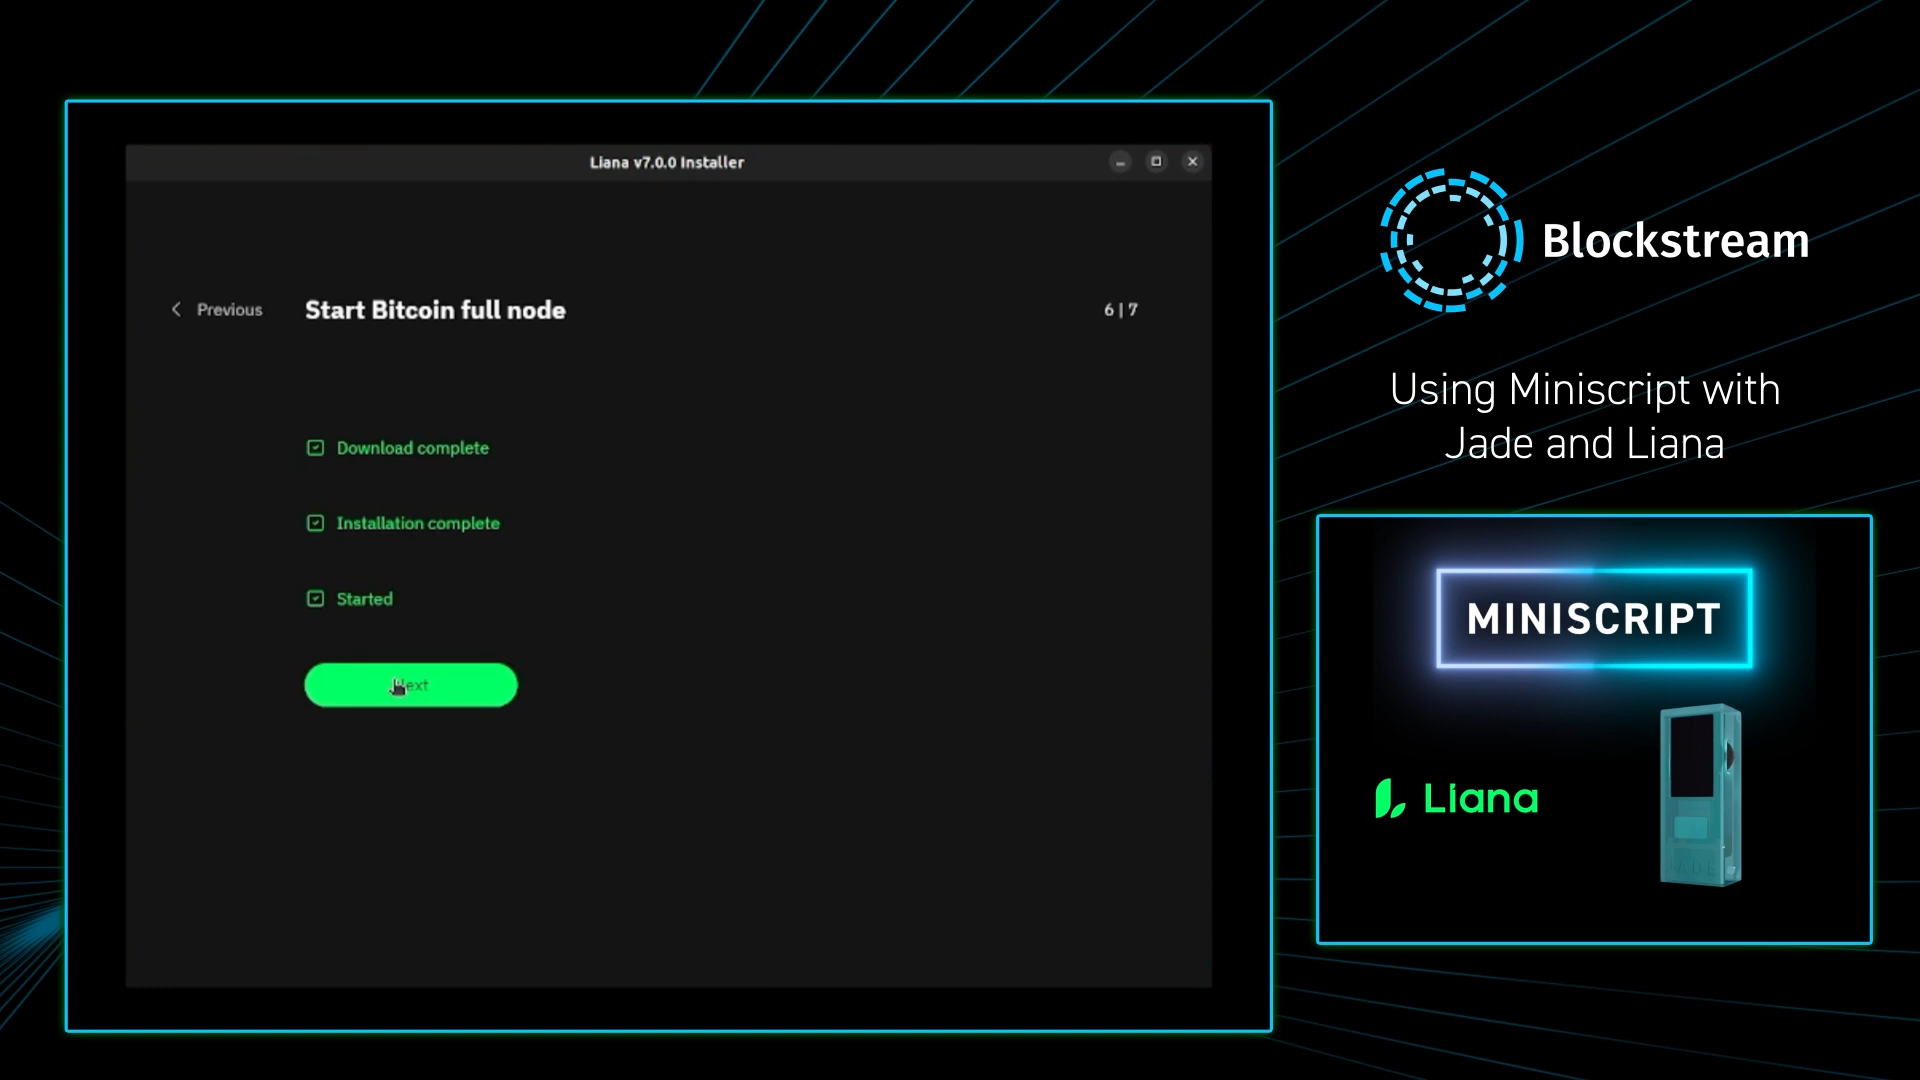 Liana v7.0.0 Installer
Previous
Start Bitcoin full node
6 | 7
Download complete
Installation complete
Started
Blockstream
Using Miniscript with
Jade and Liana
MINISCRIPT
Liana